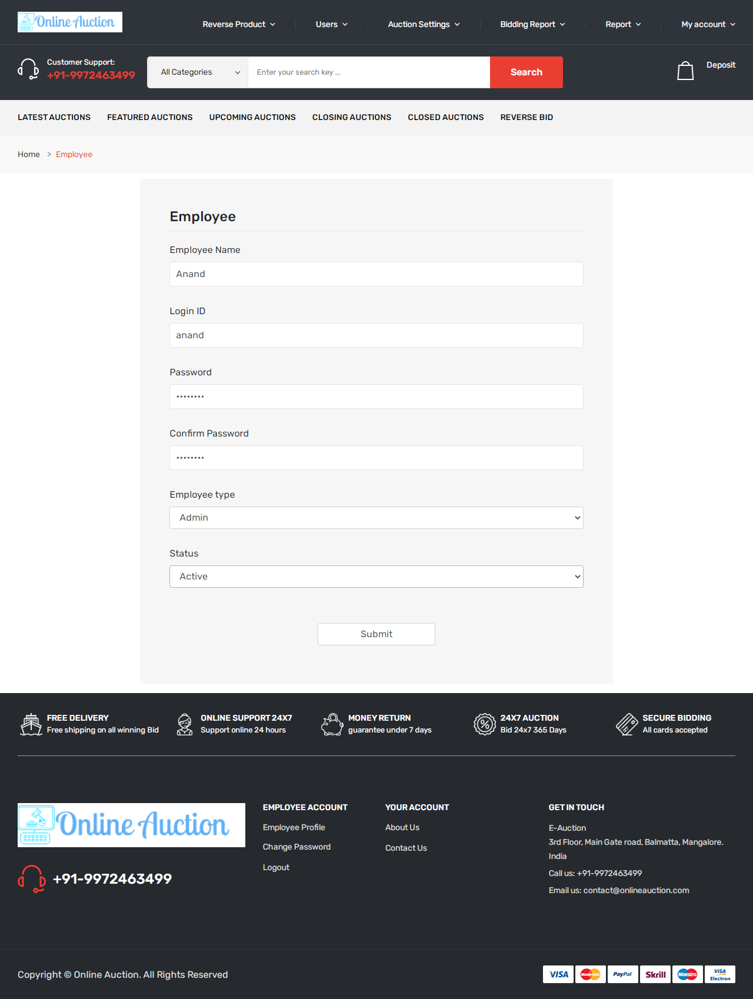 Online Auction
Reverse Product
Users
Auction Settings
Bidding Report
Report
My account
Customer Support:
+91-9972463499
All Categories
Enter your search key ...
Search
Deposit
LATEST AUCTIONS
FEATURED AUCTIONS
UPCOMING AUCTIONS
CLOSING AUCTIONS
CLOSED AUCTIONS
REVERSE BID
Home > Employee
Employee
Employee Name
Anand
Login ID
anand
Password
••••••••
Confirm Password
••••••••
Employee type
Admin
Status
Active
Submit
FREE DELIVERY
Free shipping on all winning Bid
ONLINE SUPPORT 24X7
Support online 24 hours
MONEY RETURN
guarantee under 7 days
24X7 AUCTION
Bid 24x7 365 Days
SECURE BIDDING
All cards accepted
Online Auction
+91-9972463499
EMPLOYEE ACCOUNT
Employee Profile
Change Password
Logout
YOUR ACCOUNT
About Us
Contact Us
GET IN TOUCH
E-Auction
3rd Floor, Main Gate road, Balmatta, Mangalore.
India
Call us: +91-9972463499
Email us: contact@onlineauction.com
Copyright © Online Auction. All Rights Reserved
VISA
MasterCard
PayPal
Skrill
Maestro
VISA
Electron